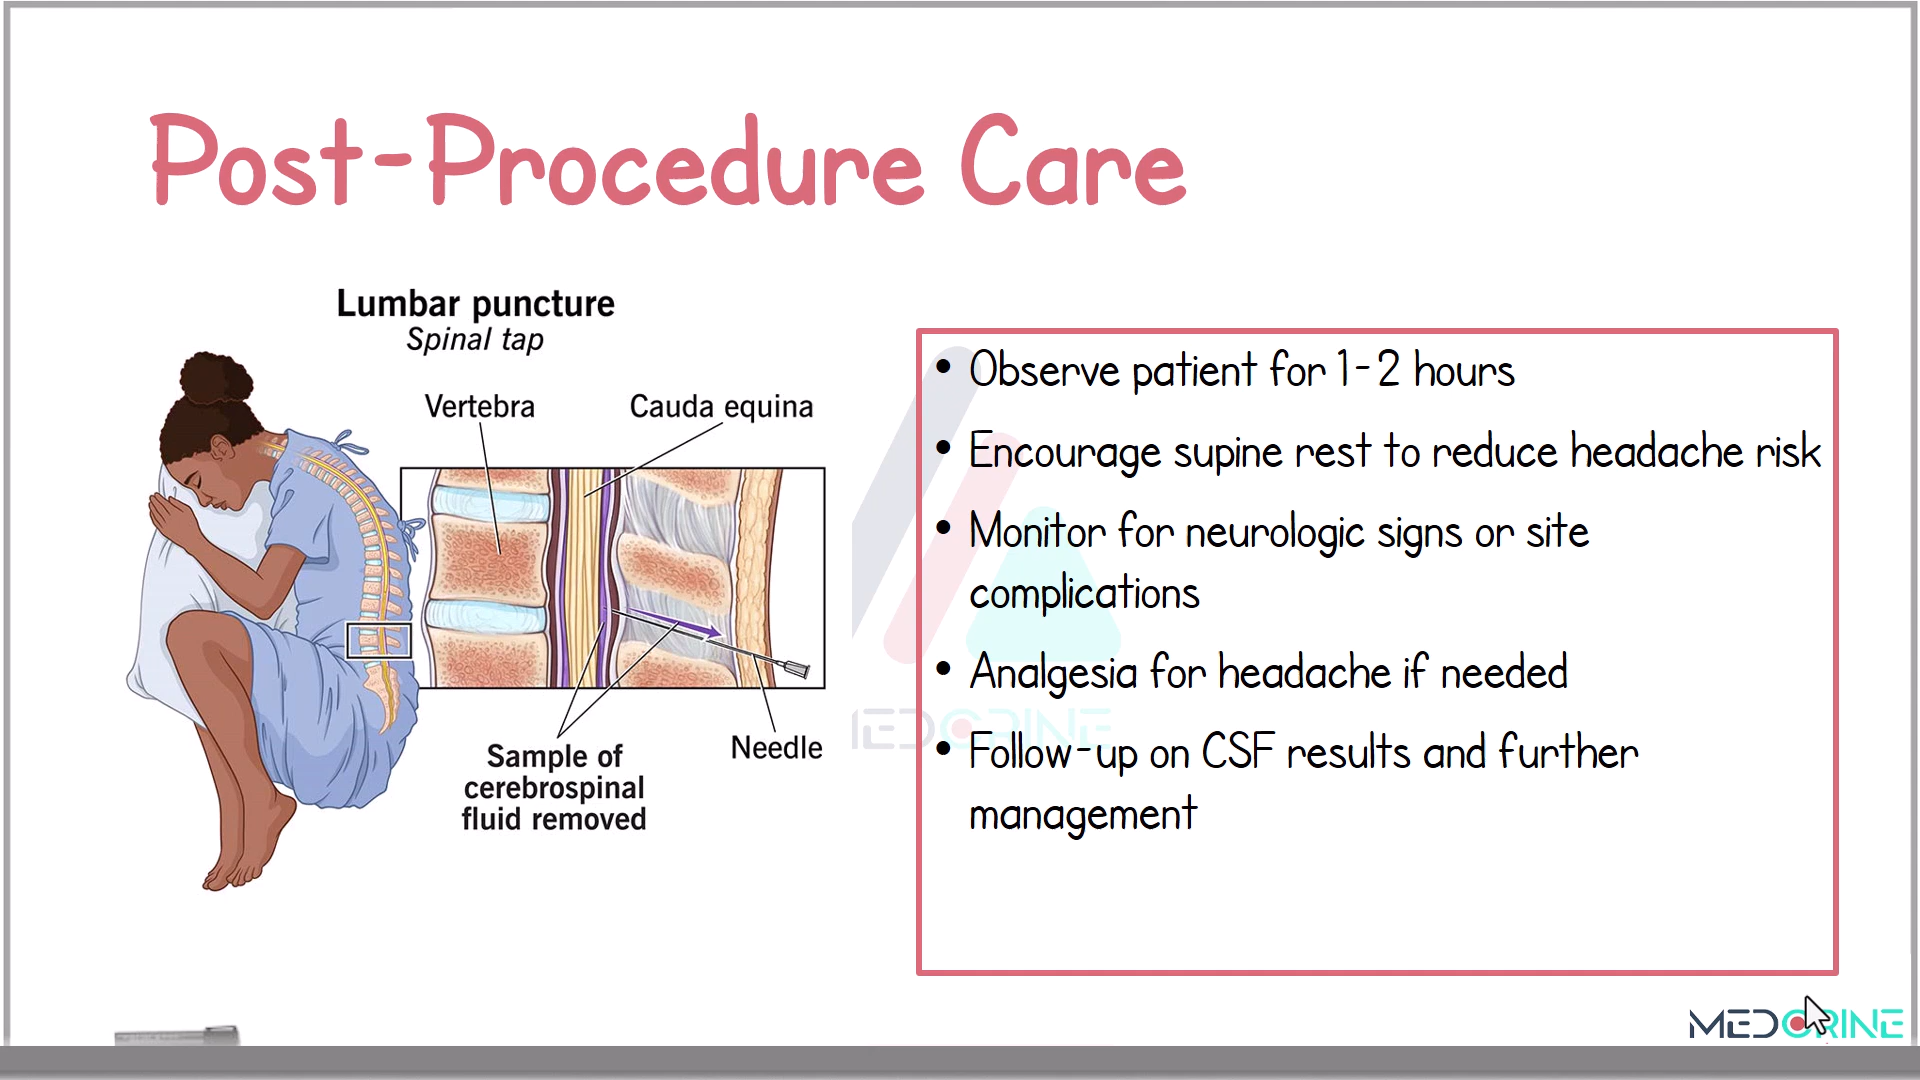 Post-Procedure Care
Lumbar puncture
Spinal tap
Vertebra
Cauda equina
Needle
Sample of
cerebrospinal
fluid removed
• Observe patient for 1-2 hours
• Encourage supine rest to reduce headache risk
• Monitor for neurologic signs or site
complications
• Analgesia for headache if needed
• Follow-up on CSF results and further
management
MEDCRINE